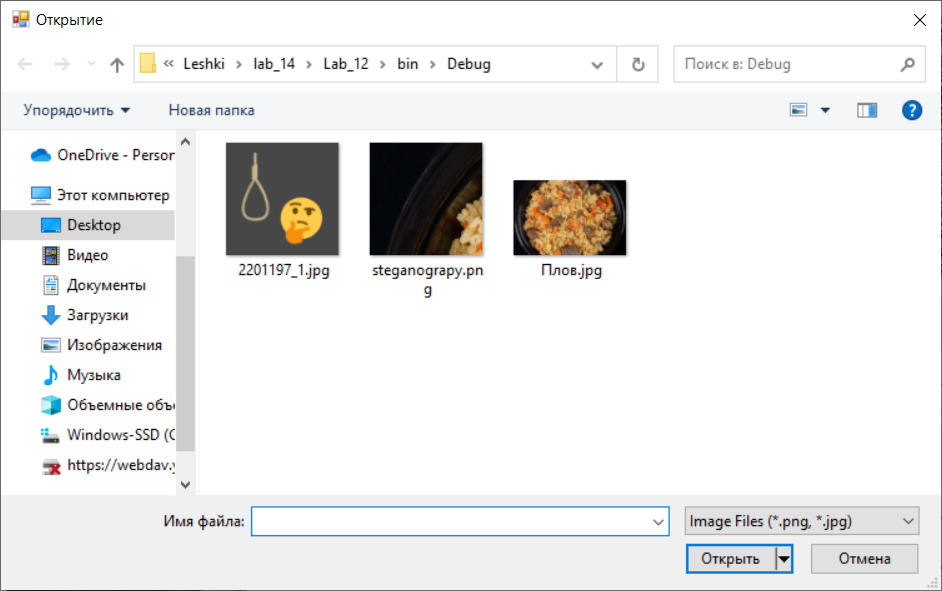 Открытие
« Leshki › lab_14 › Lab_12 › bin › Debug
Поиск в: Debug
Упорядочить
Новая папка
?
OneDrive - Person
Этот компьютер
Desktop
Видео
Документы
Загрузки
Изображения
Музыка
Объемные объ
Windows-SSD (C
https://webdav.y
2201197_1.jpg
steganograpy.pn
g
Плов.jpg
Имя файла:
Image Files (*.png, *.jpg)
Открыть
Отмена